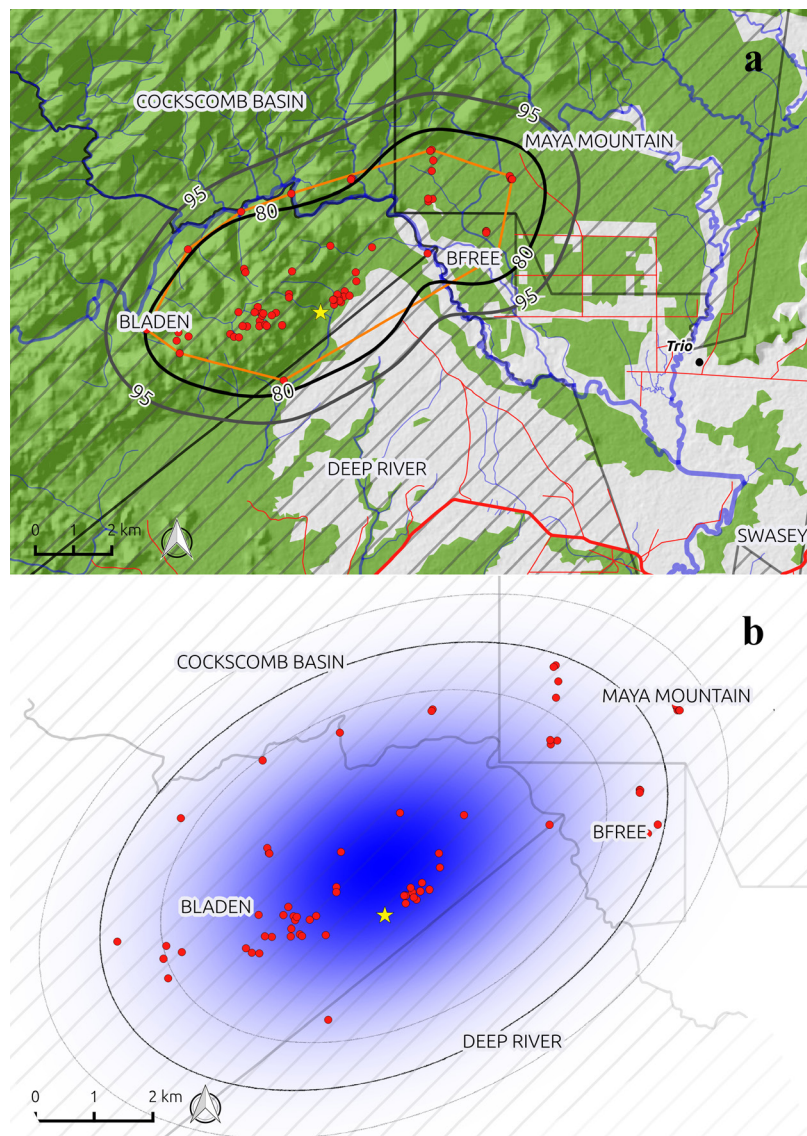 a
COCKSCOMB BASIN
95
MAYA MOUNTAIN
95
80
BFREE
80
95
BLADEN
Trio
95
80
DEEP RIVER
0 1 2 km
SWASEY
b
COCKSCOMB BASIN
MAYA MOUNTAIN
BFREE
BLADEN
DEEP RIVER
0 1 2 km